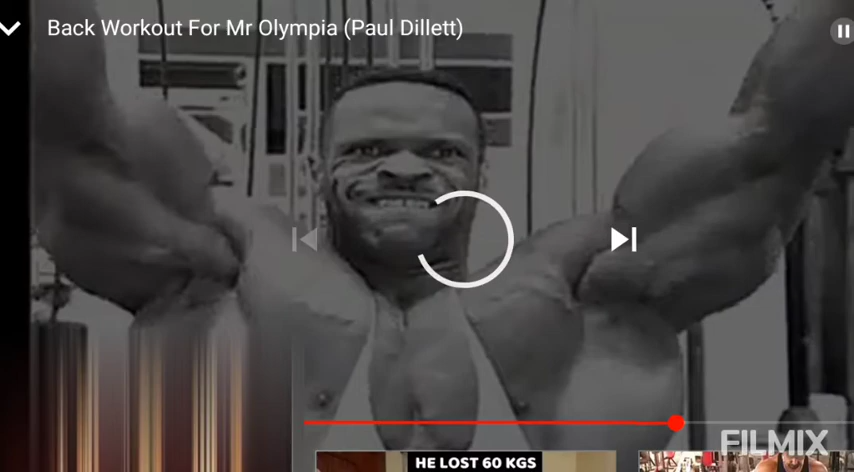 Back Workout For Mr Olympia (Paul Dillett)
HE LOST 60 KGS
FILMIX